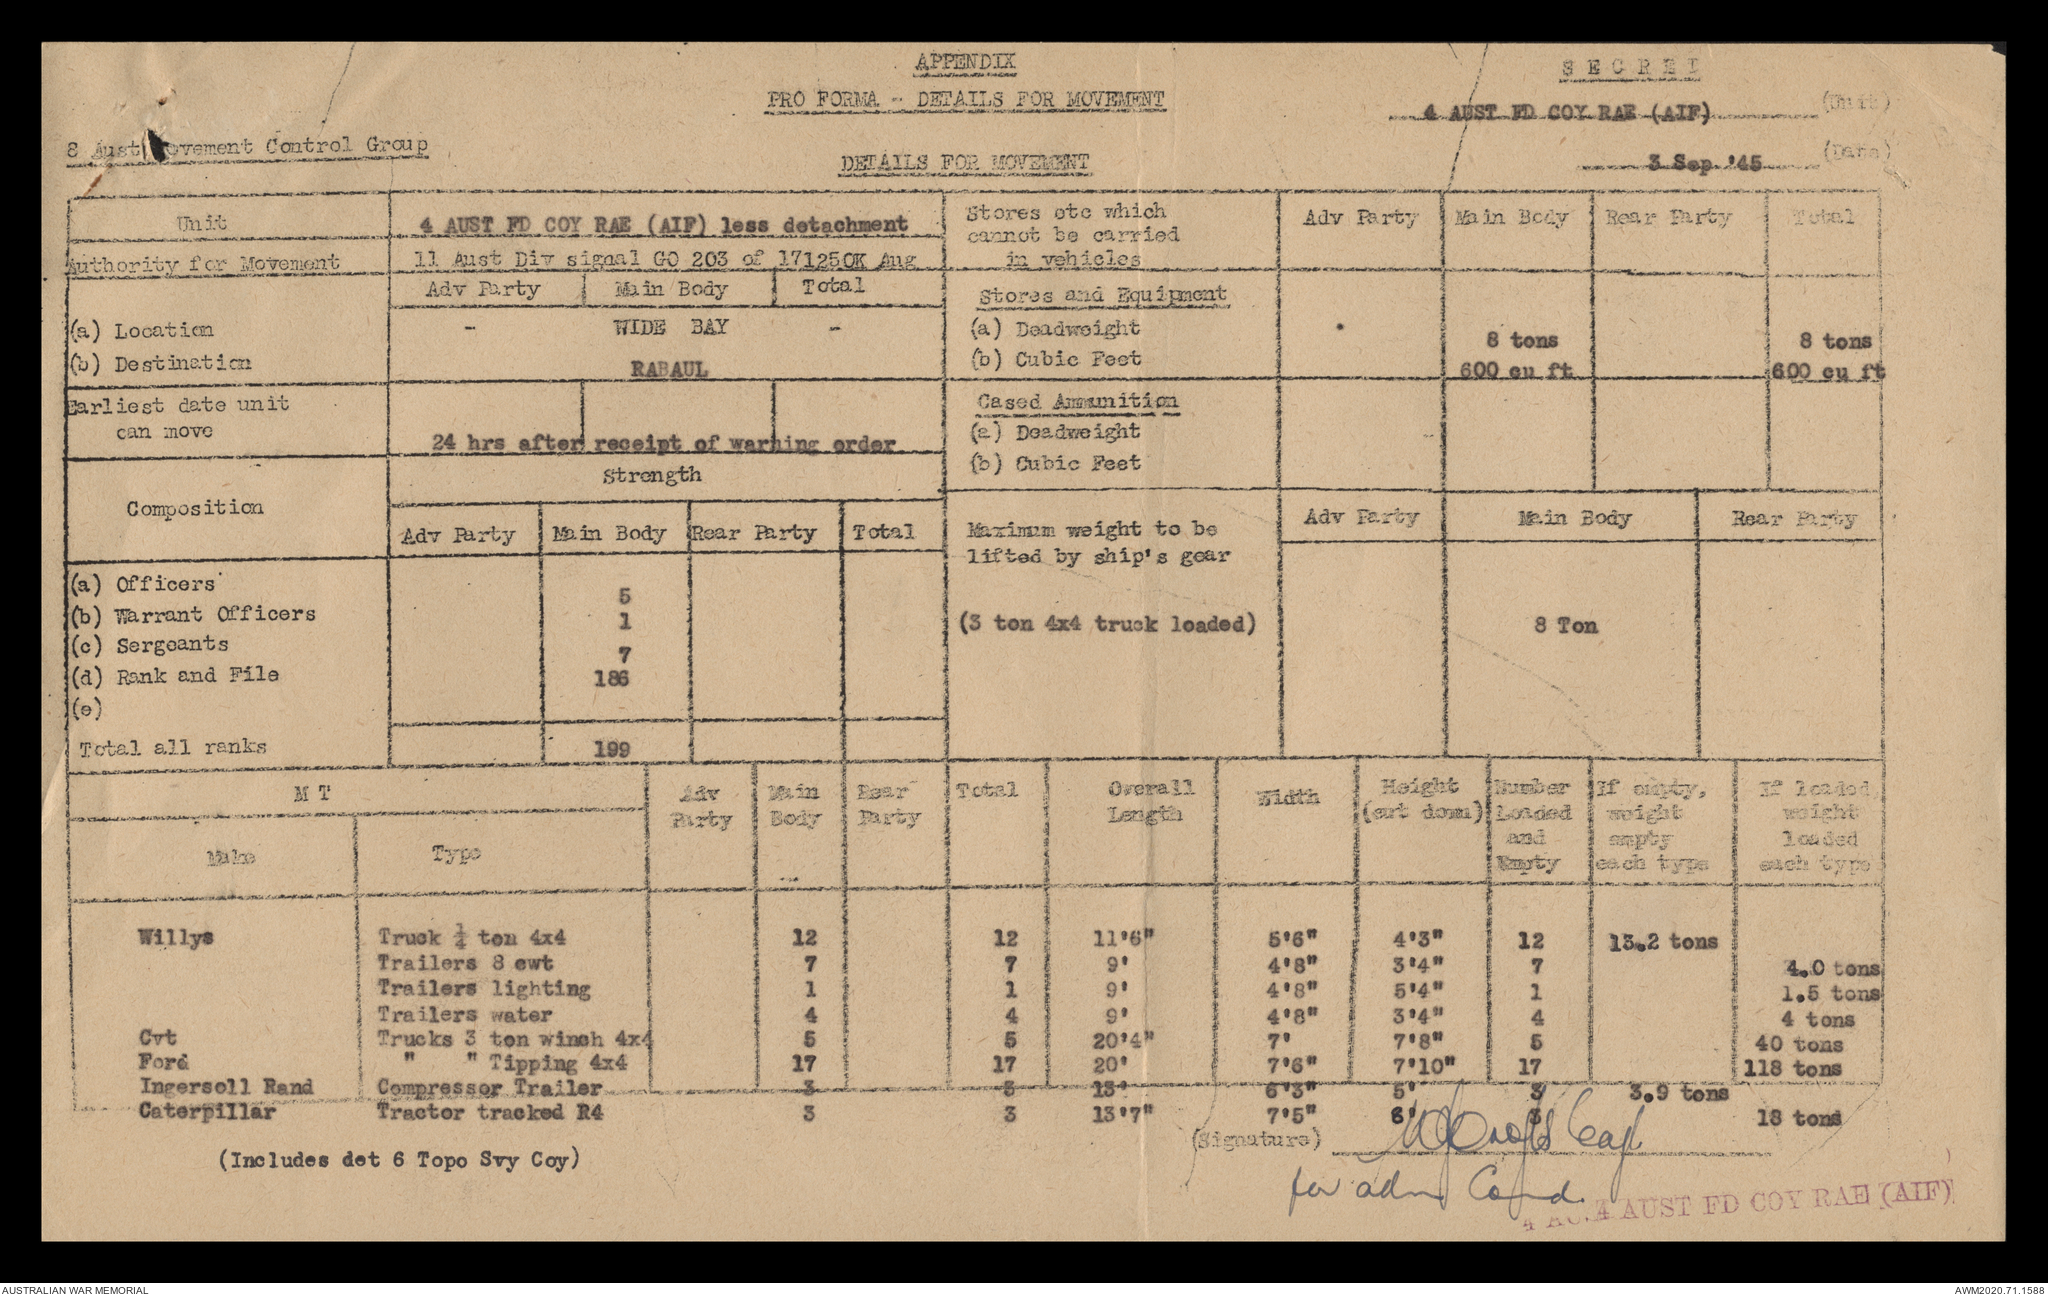 APPENDIX
S E C R E T
PRO FORMA - DETAILS FOR MOVEMENT
4 AUST FD COY RAE (AIF) (Unit)
8 Aust Movement Control Group
DETAILS FOR MOVEMENT
3 Sep '45 (Date)
Unit 4 AUST FD COY RAE (AIF) less detachment
Authority for Movement 11 Aust Div signal GO 203 of 171250K Aug
Adv Party Main Body Total
(a) Location - WIDE BAY -
(b) Destination RABAUL
Earliest date unit
can move
24 hrs after receipt of warning order
Stores etc which Adv Party Main Body Rear Party Total
cannot be carried
in vehicles
Stores and Equipment
(a) Deadweight 8 tons 8 tons
(b) Cubic Feet 600 cu ft 600 cu ft
Cased Ammunition
(a) Deadweight
(b) Cubic Feet
Strength
Composition
Adv Party Main Body Rear Party Total
(a) Officers 5
(b) Warrant Officers 1
(c) Sergeants 7
(d) Rank and File 186
(e)
Total all ranks 199
Adv Party Main Body Rear Party
Maximum weight to be
lifted by ship's gear
(3 ton 4x4 truck loaded) 8 Ton
M T Adv Party Main Body Rear Party Total Overall Length Width Height (cut down) Number Loaded and Empty If empty, weight empty each type If loaded weight loaded each type
Make Type
Willys Truck ¼ ton 4x4 12 12 11'6" 5'6" 4'3" 12 13.2 tons
Trailers 8 cwt 7 7 9' 4'8" 3'4" 7 4.0 tons
Trailers lighting 1 1 9' 4'8" 5'4" 1 1.5 tons
Trailers water 4 4 9' 4'8" 3'4" 4 4 tons
Cvt Trucks 3 ton winch 4x4 5 5 20'4" 7' 7'8" 5 40 tons
Ford " " Tipping 4x4 17 17 20' 7'6" 7'10" 17 118 tons
Ingersoll Rand Compressor Trailer 3 3 13' 6'3" 5' 3 3.9 tons
Caterpillar Tractor tracked R4 3 3 13'7" 7'5" 6' 3 18 tons
(Signature) Capt
(Includes det 6 Topo Svy Coy)
for adm Comd.
4 AU. 4 AUST FD COY RAE (AIF)
AUSTRALIAN WAR MEMORIAL
AWM2020.71.1588